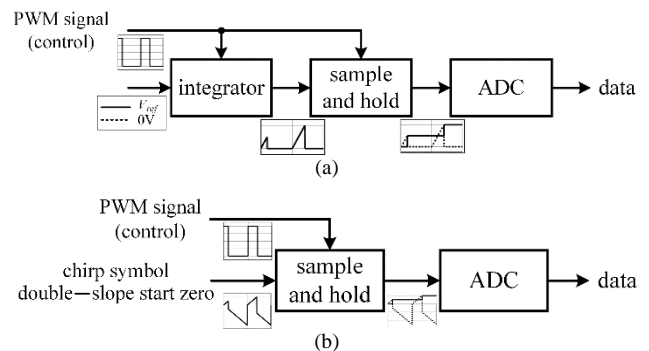 PWM signal
(control)
integrator
sample
and hold
ADC
data
V_ref
0V
(a)
PWM signal
(control)
chirp symbol
double—slope start zero
sample
and hold
ADC
data
(b)